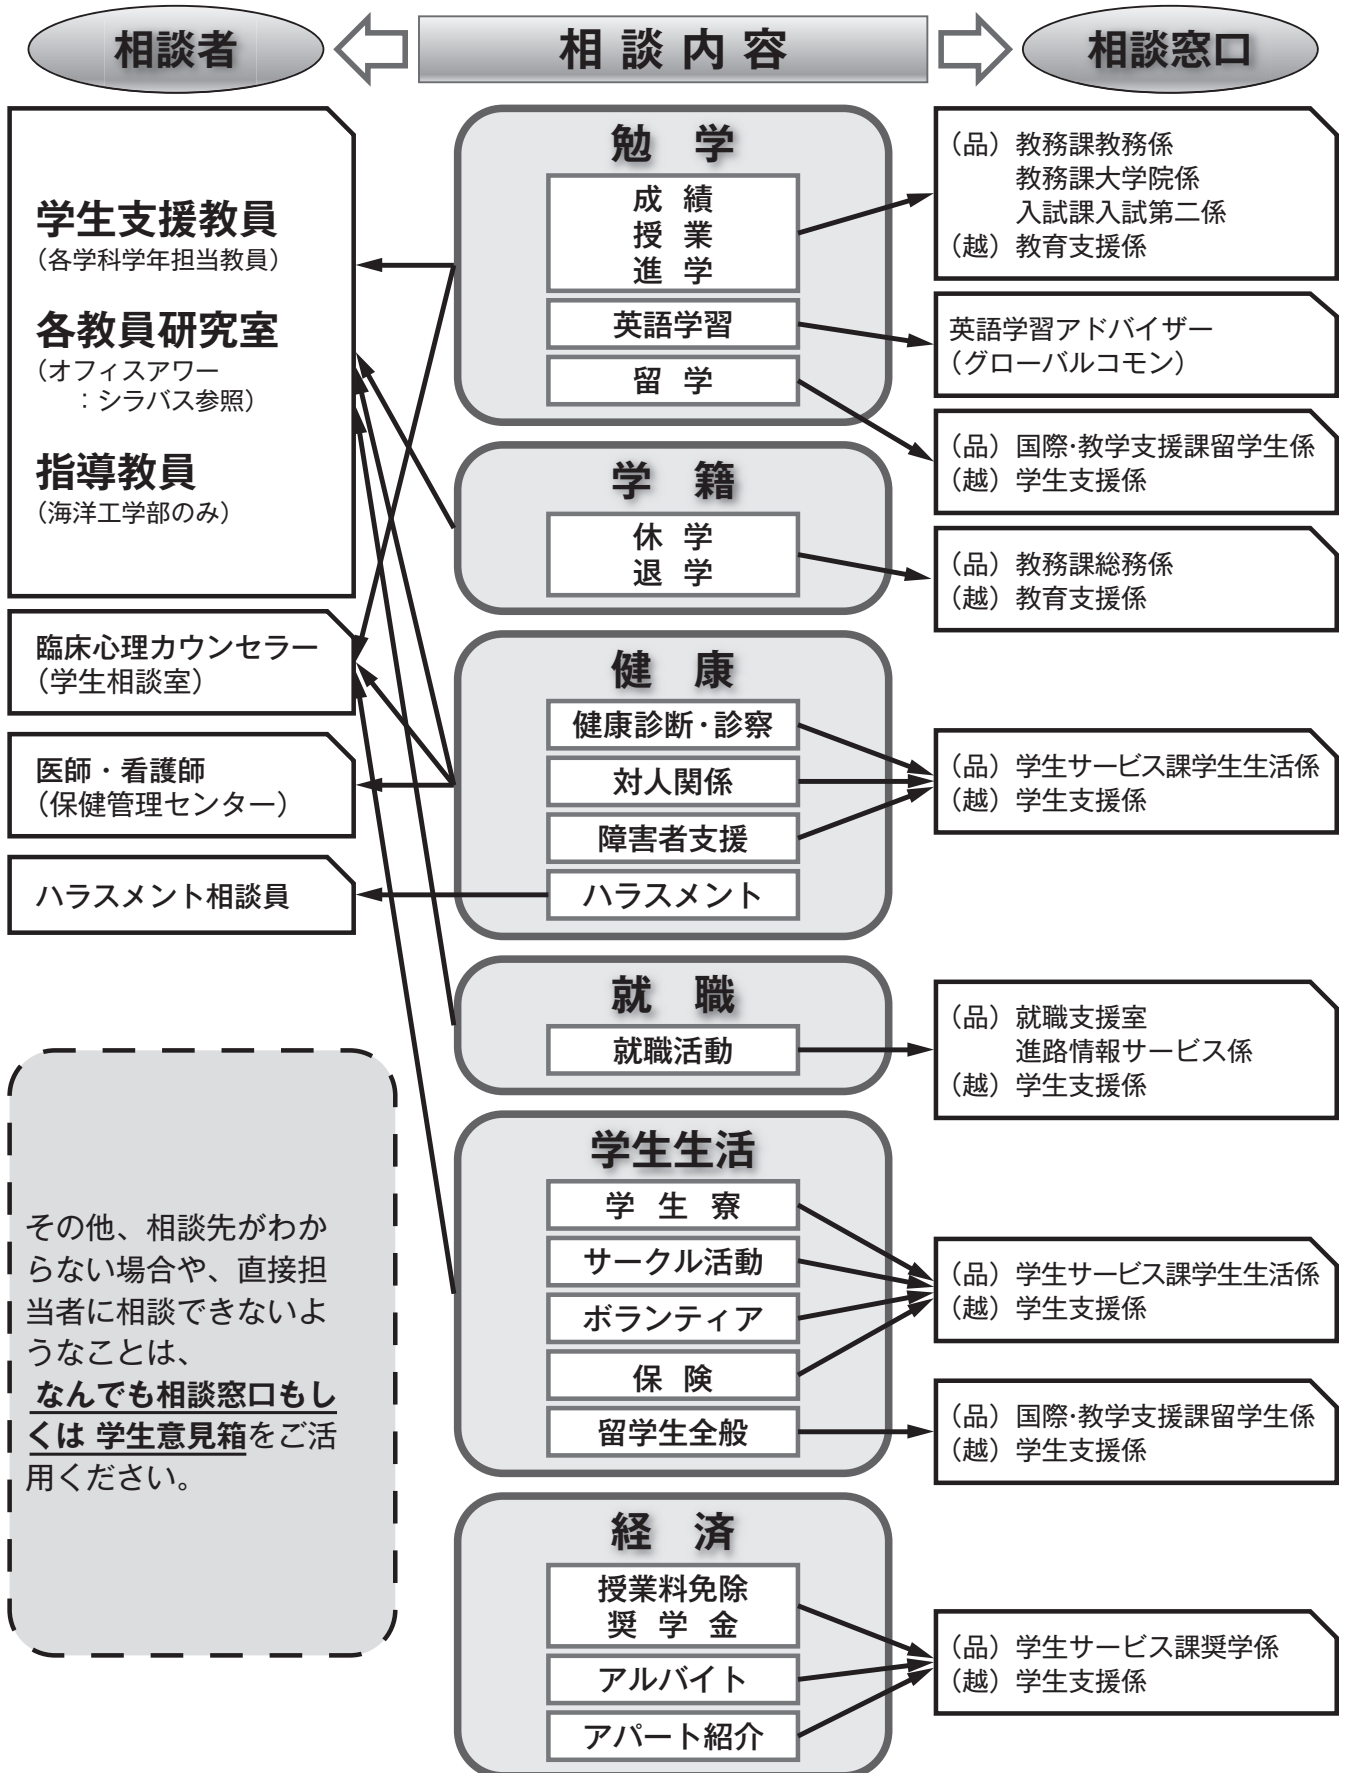 相談者
相談内容
相談窓口
学生支援教員
（各学科学年担当教員）
各教員研究室
（オフィスアワー
：シラバス参照）
指導教員
（海洋工学部のみ）
臨床心理カウンセラー
（学生相談室）
医師・看護師
（保健管理センター）
ハラスメント相談員
その他、相談先がわか
らない場合や、直接担
当者に相談できないよ
うなことは、
なんでも相談窓口もし
くは 学生意見箱をご活
用ください。
勉　学
成　績
授　業
進　学
英語学習
留　学
学　籍
休　学
退　学
健　康
健康診断・診察
対人関係
障害者支援
ハラスメント
就　職
就職活動
学生生活
学　生　寮
サークル活動
ボランティア
保　険
留学生全般
経　済
授業料免除
奨　学　金
アルバイト
アパート紹介
（品）教務課教務係
教務課大学院係
入試課入試第二係
（越）教育支援係
英語学習アドバイザー
（グローバルコモン）
（品）国際・教学支援課留学生係
（越）学生支援係
（品）教務課総務係
（越）教育支援係
（品）学生サービス課学生生活係
（越）学生支援係
（品）就職支援室
進路情報サービス係
（越）学生支援係
（品）学生サービス課学生生活係
（越）学生支援係
（品）国際・教学支援課留学生係
（越）学生支援係
（品）学生サービス課奨学係
（越）学生支援係